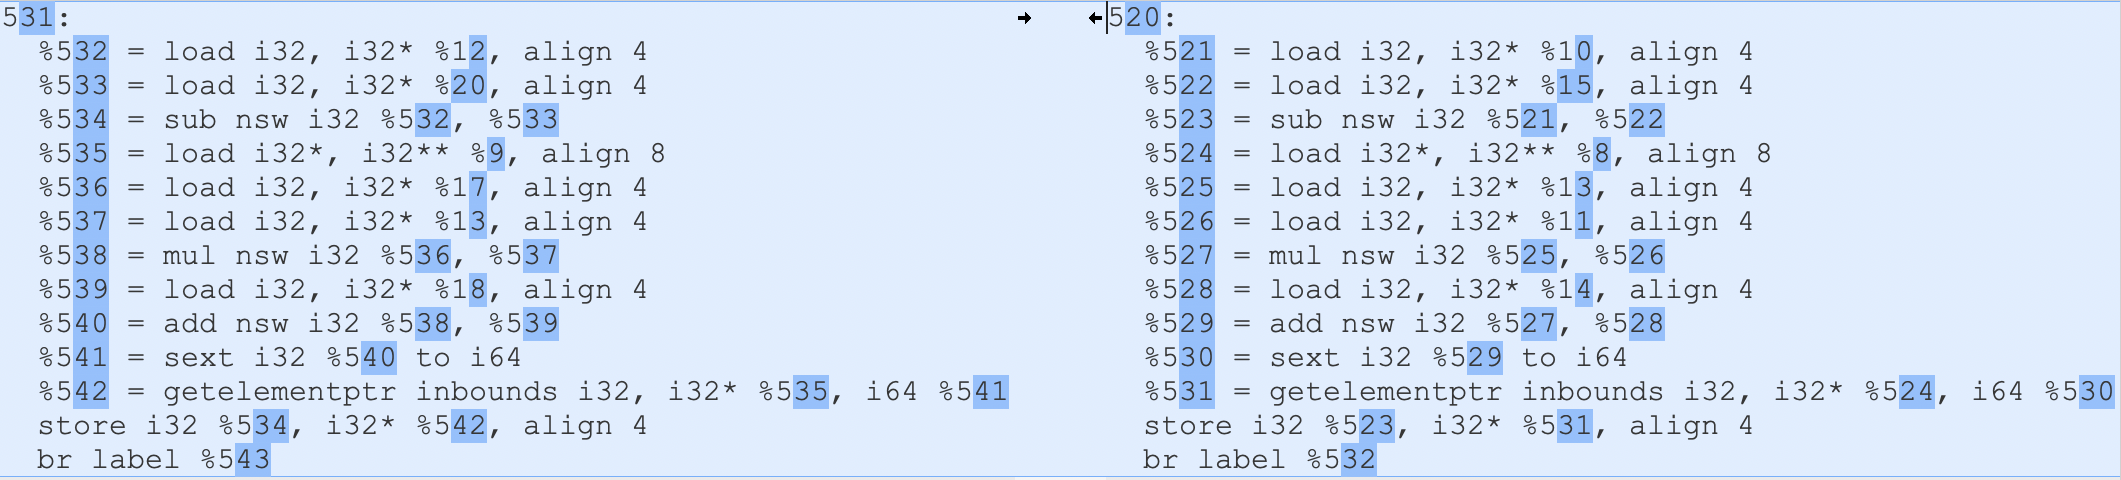 531:
%532 = load i32, i32* %12, align 4
%533 = load i32, i32* %20, align 4
%534 = sub nsw i32 %532, %533
%535 = load i32*, i32** %9, align 8
%536 = load i32, i32* %17, align 4
%537 = load i32, i32* %13, align 4
%538 = mul nsw i32 %536, %537
%539 = load i32, i32* %18, align 4
%540 = add nsw i32 %538, %539
%541 = sext i32 %540 to i64
%542 = getelementptr inbounds i32, i32* %535, i64 %541
store i32 %534, i32* %542, align 4
br label %543
520:
%521 = load i32, i32* %10, align 4
%522 = load i32, i32* %15, align 4
%523 = sub nsw i32 %521, %522
%524 = load i32*, i32** %8, align 8
%525 = load i32, i32* %13, align 4
%526 = load i32, i32* %11, align 4
%527 = mul nsw i32 %525, %526
%528 = load i32, i32* %14, align 4
%529 = add nsw i32 %527, %528
%530 = sext i32 %529 to i64
%531 = getelementptr inbounds i32, i32* %524, i64 %530
store i32 %523, i32* %531, align 4
br label %532